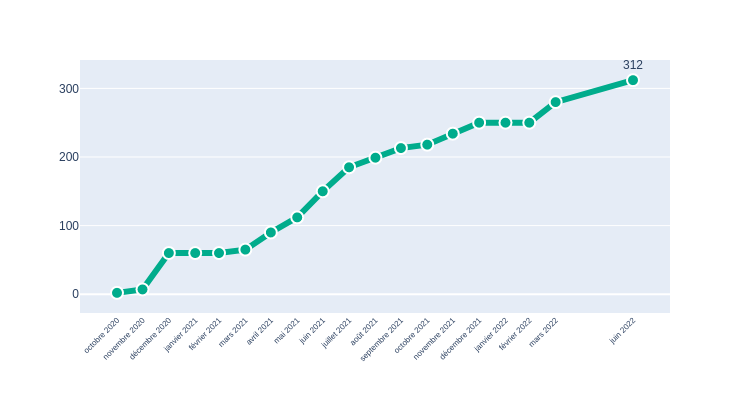 312
300
200
100
0
octobre 2020
novembre 2020
décembre 2020
janvier 2021
février 2021
mars 2021
avril 2021
mai 2021
juin 2021
juillet 2021
août 2021
septembre 2021
octobre 2021
novembre 2021
décembre 2021
janvier 2022
février 2022
mars 2022
juin 2022